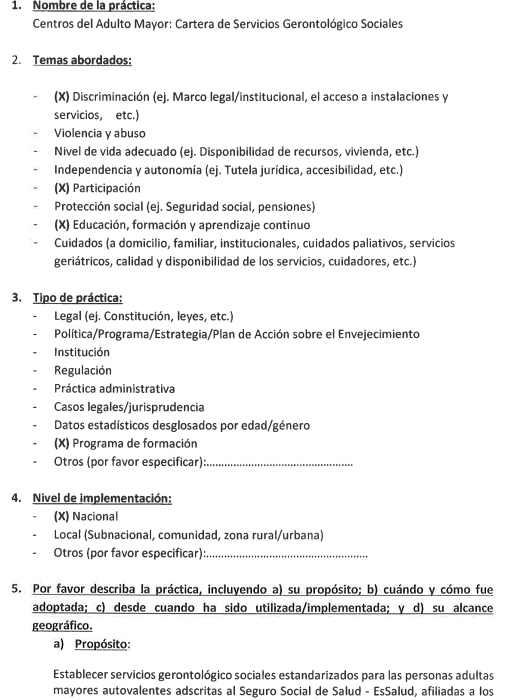 1. Nombre de la práctica:
Centros del Adulto Mayor: Cartera de Servicios Gerontológico Sociales
2. Temas abordados:
- (X) Discriminación (ej. Marco legal/institucional, el acceso a instalaciones y
servicios, etc.)
- Violencia y abuso
- Nivel de vida adecuado (ej. Disponibilidad de recursos, vivienda, etc.)
- Independencia y autonomía (ej. Tutela jurídica, accesibilidad, etc.)
- (X) Participación
- Protección social (ej. Seguridad social, pensiones)
- (X) Educación, formación y aprendizaje continuo
- Cuidados (a domicilio, familiar, institucionales, cuidados paliativos, servicios
geriátricos, calidad y disponibilidad de los servicios, cuidadores, etc.)
3. Tipo de práctica:
- Legal (ej. Constitución, leyes, etc.)
- Política/Programa/Estrategia/Plan de Acción sobre el Envejecimiento
- Institución
- Regulación
- Práctica administrativa
- Casos legales/jurisprudencia
- Datos estadísticos desglosados por edad/género
- (X) Programa de formación
- Otros (por favor especificar):..................................................
4. Nivel de implementación:
- (X) Nacional
- Local (Subnacional, comunidad, zona rural/urbana)
- Otros (por favor especificar):.......................................................
5. Por favor describa la práctica, incluyendo a) su propósito; b) cuándo y cómo fue
adoptada; c) desde cuando ha sido utilizada/implementada; y d) su alcance
geográfico.
a) Propósito:
Establecer servicios gerontológico sociales estandarizados para las personas adultas
mayores autovalentes adscritas al Seguro Social de Salud - EsSalud, afiliadas a los